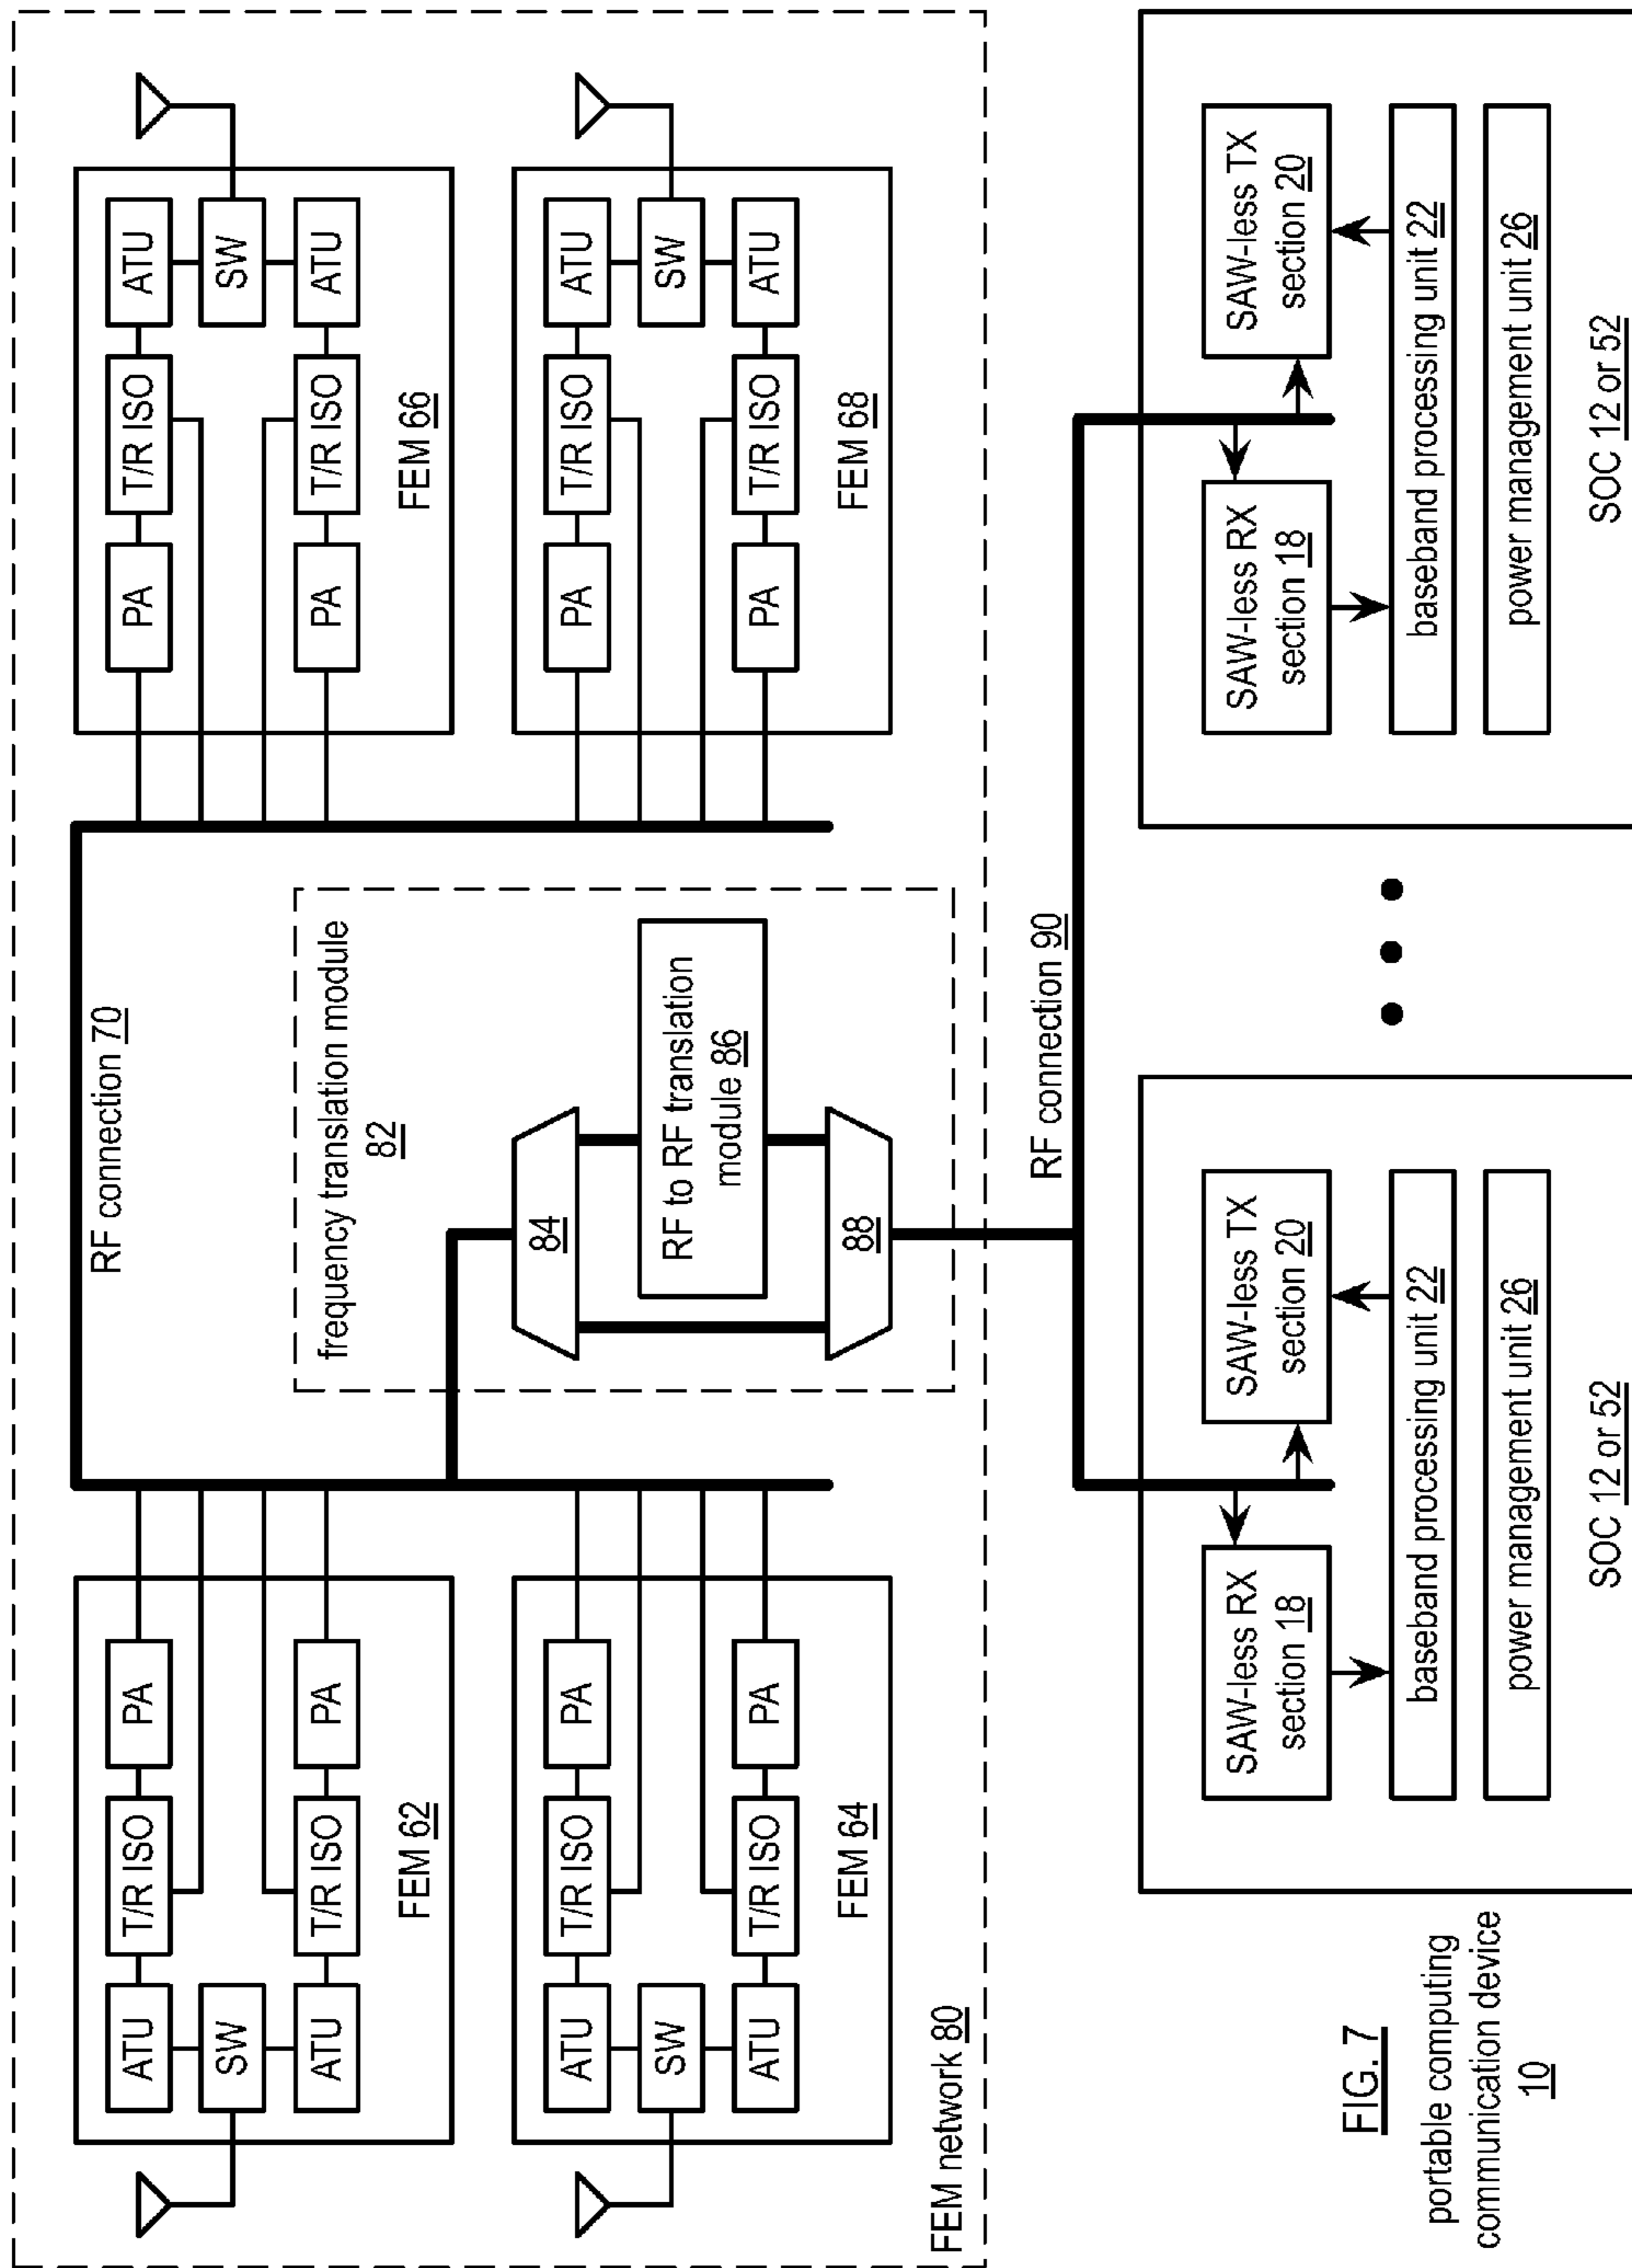 ATU
T/R ISO
PA
SW
ATU
T/R ISO
PA
FEM 62
ATU
T/R ISO
PA
SW
ATU
T/R ISO
PA
FEM 64
FEM network 80
RF connection 70
frequency translation module
82
84
RF to RF translation
module 86
88
PA
T/R ISO
ATU
SW
PA
T/R ISO
ATU
FEM 66
PA
T/R ISO
ATU
SW
PA
T/R ISO
ATU
FEM 68
RF connection 90
SAW-less RX
section 18
SAW-less TX
section 20
baseband processing unit 22
power management unit 26
SOC 12 or 52
SAW-less RX
section 18
SAW-less TX
section 20
baseband processing unit 22
power management unit 26
SOC 12 or 52
FIG. 7
portable computing
communication device
10